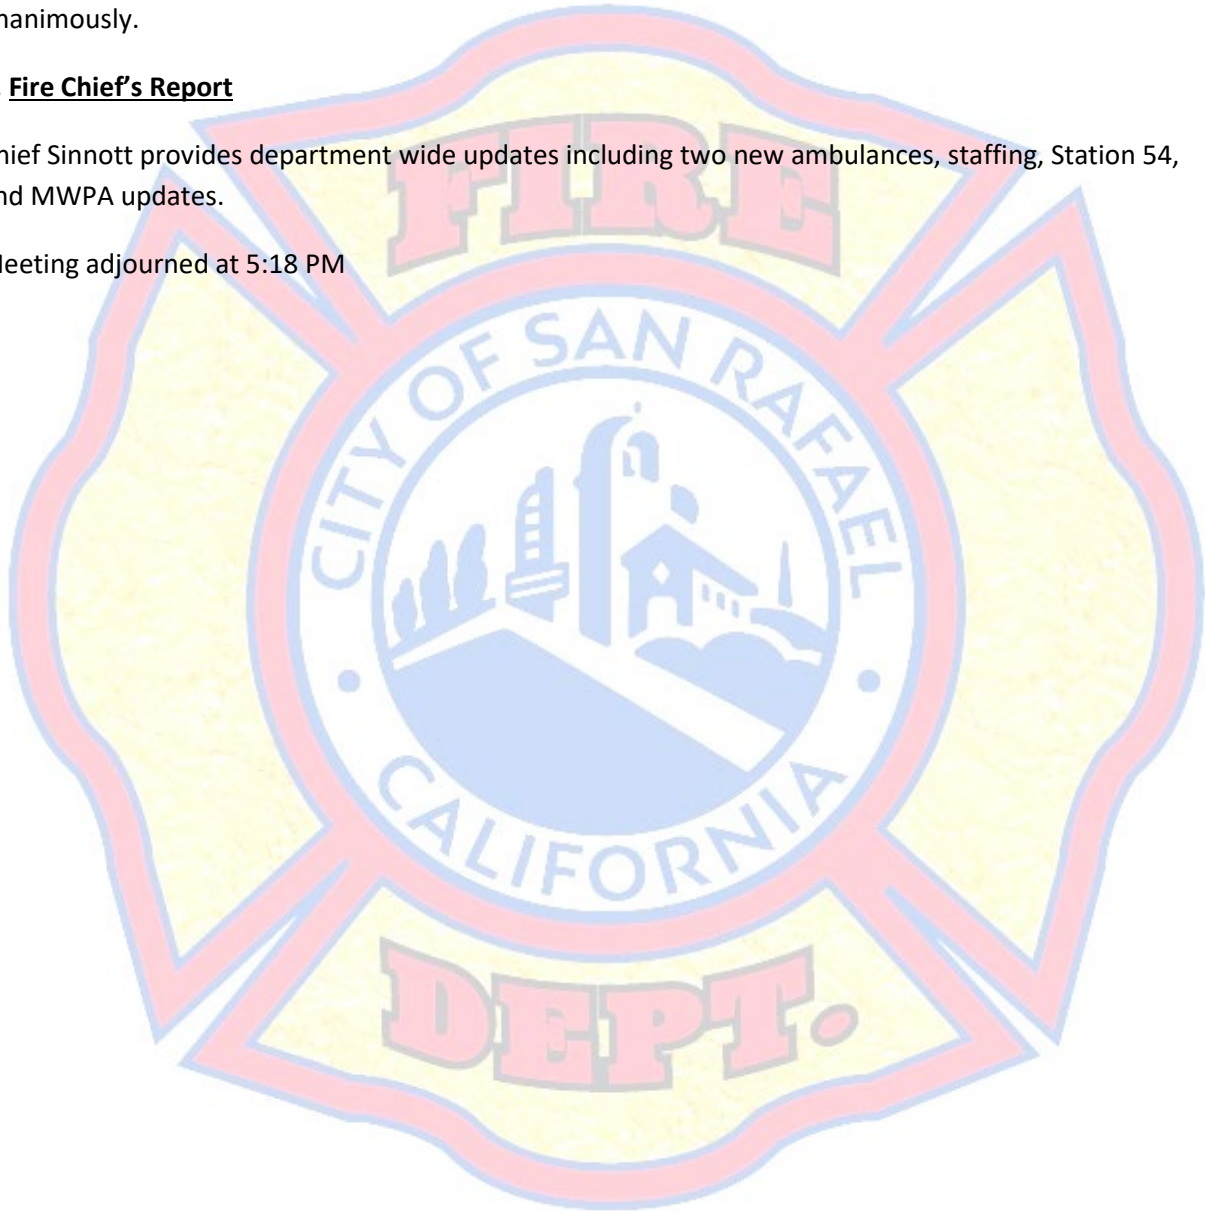 nanimously.
Fire Chief's Report
hief Sinnott provides department wide updates including two new ambulances, staffing, Station 54,
nd MWPA updates.
Meeting adjourned at 5:18 PM
FIRE
CITY OF SAN RAFAEL
CALIFORNIA
DEPT.